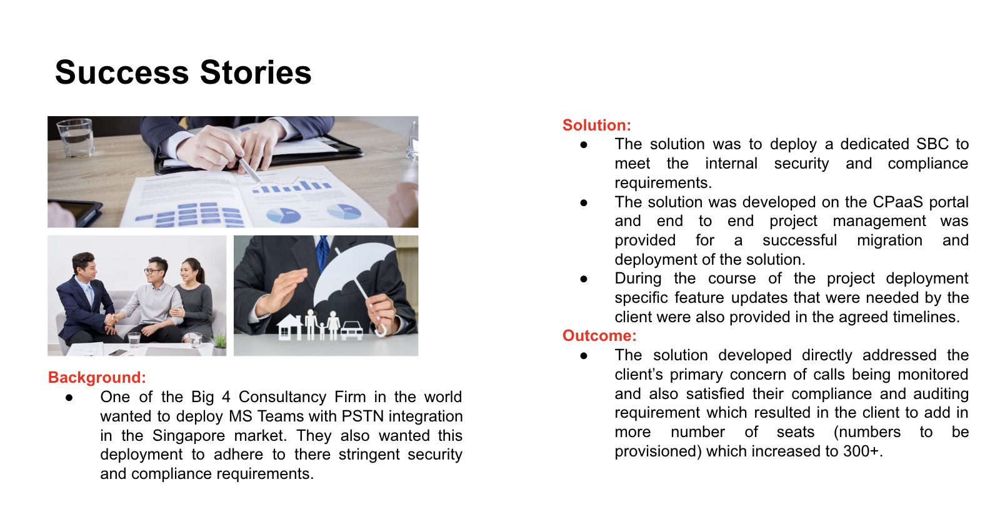 Success Stories
Background:
● One of the Big 4 Consultancy Firm in the world
wanted to deploy MS Teams with PSTN integration
in the Singapore market. They also wanted this
deployment to adhere to there stringent security
and compliance requirements.
Solution:
● The solution was to deploy a dedicated SBC to
meet the internal security and compliance
requirements.
● The solution was developed on the CPaaS portal
and end to end project management was
provided for a successful migration and
deployment of the solution.
● During the course of the project deployment
specific feature updates that were needed by the
client were also provided in the agreed timelines.
Outcome:
● The solution developed directly addressed the
client’s primary concern of calls being monitored
and also satisfied their compliance and auditing
requirement which resulted in the client to add in
more number of seats (numbers to be
provisioned) which increased to 300+.